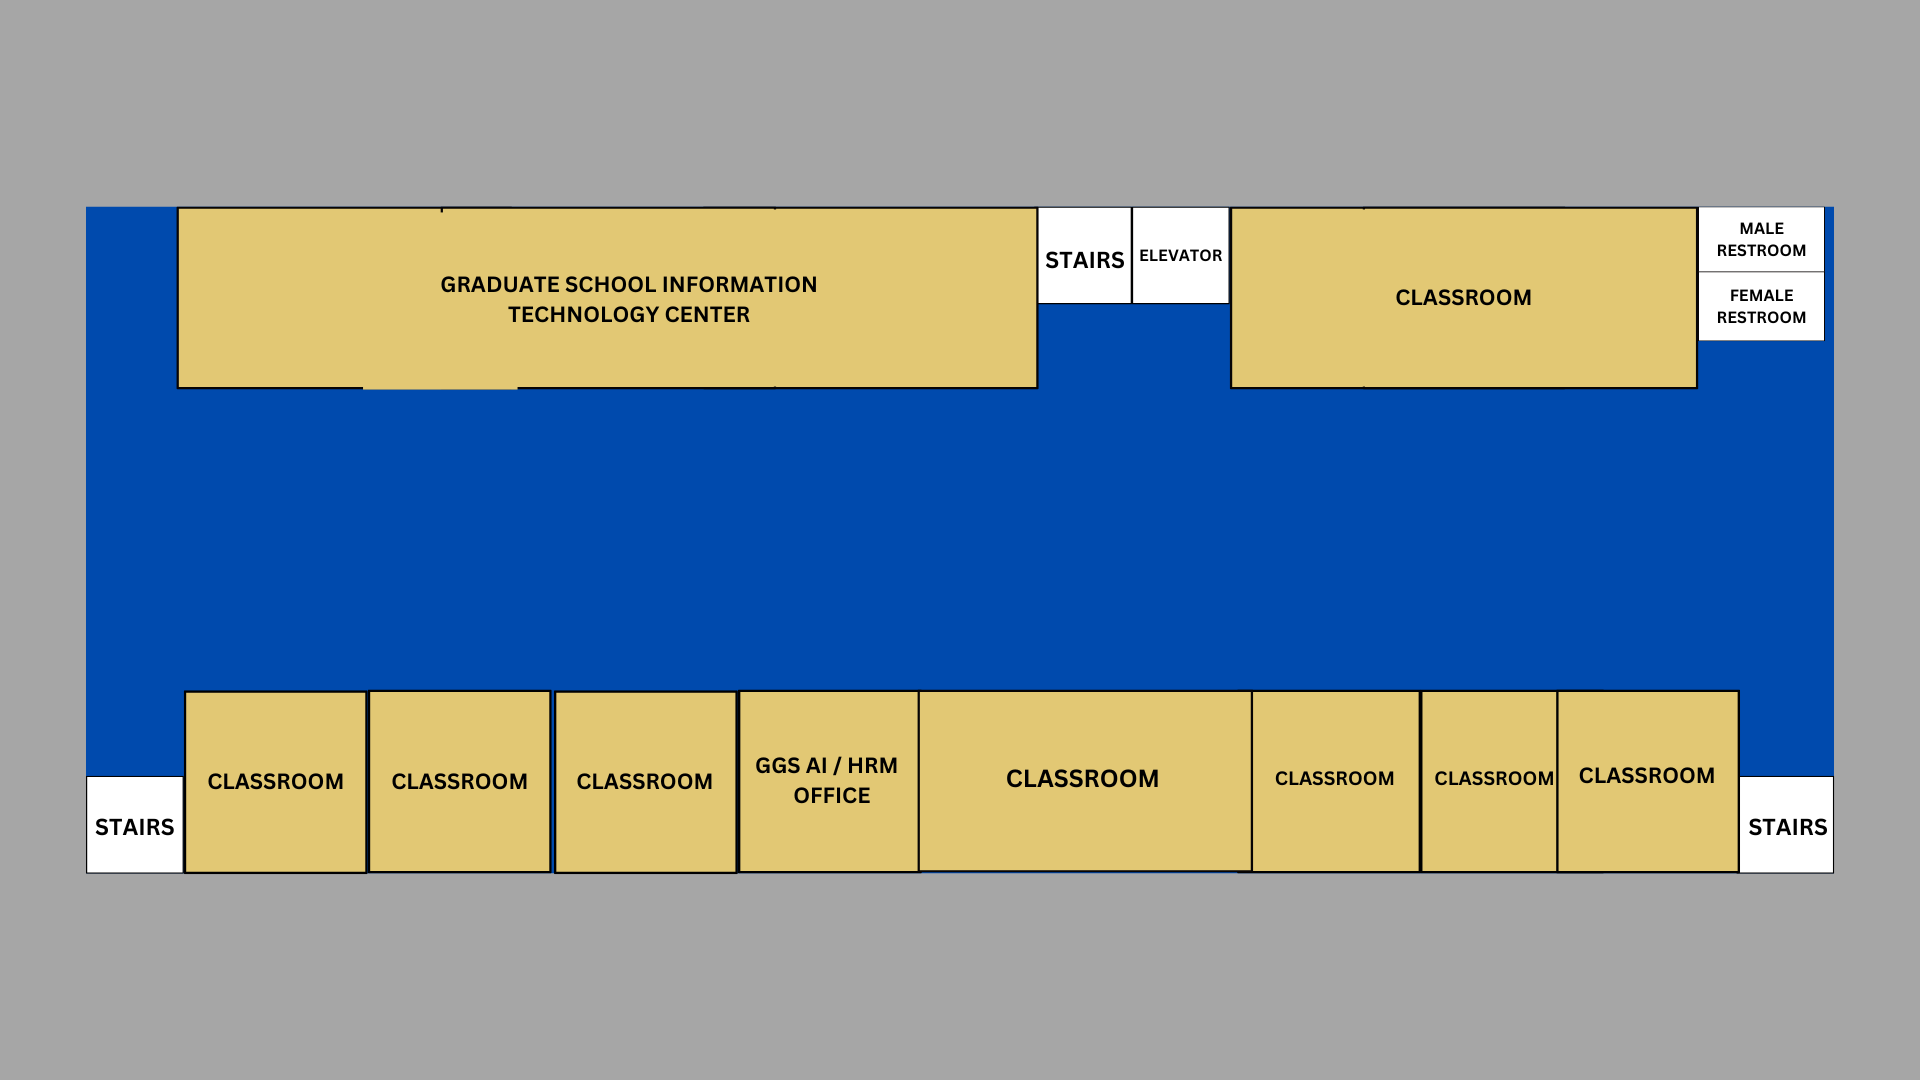 GRADUATE SCHOOL INFORMATION
TECHNOLOGY CENTER
STAIRS
ELEVATOR
CLASSROOM
MALE
RESTROOM
FEMALE
RESTROOM
STAIRS
CLASSROOM
CLASSROOM
CLASSROOM
GGS AI / HRM
OFFICE
CLASSROOM
CLASSROOM
CLASSROOM
CLASSROOM
STAIRS